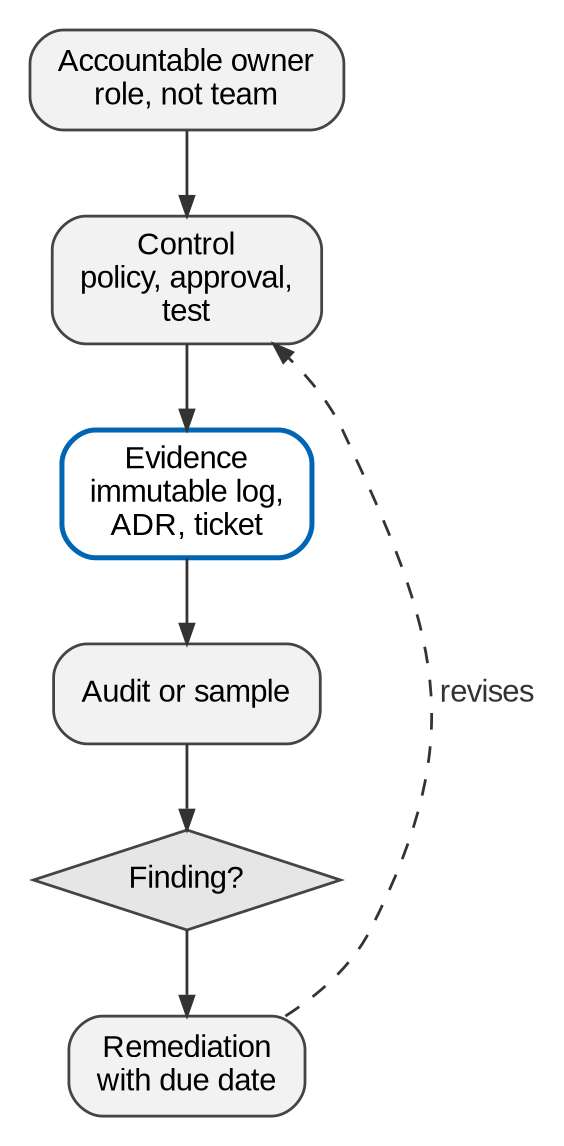 Accountable owner
role, not team
Control
policy, approval,
test
Evidence
immutable log,
ADR, ticket
Audit or sample
revises
Finding?
Remediation
with due date